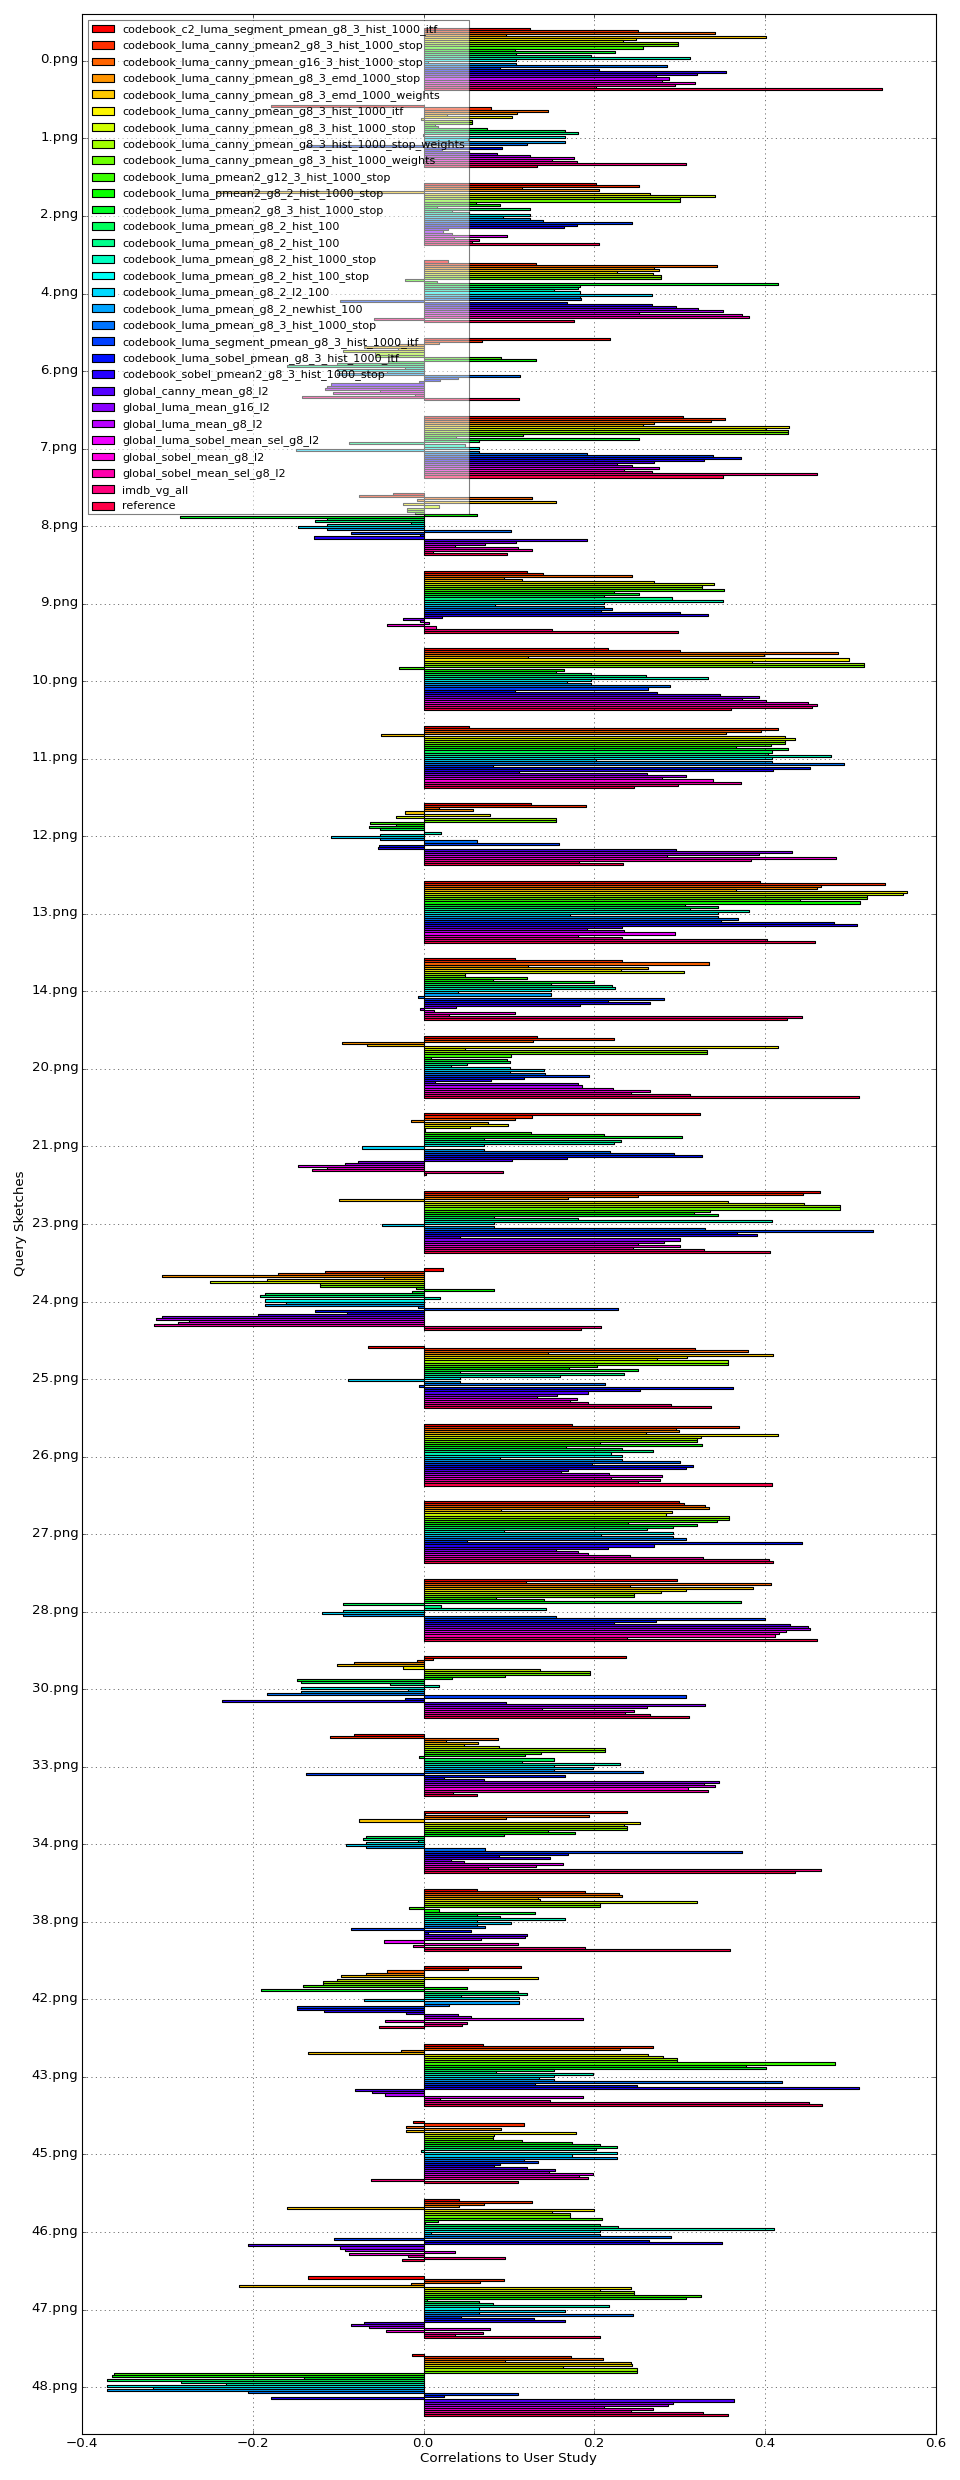 codebook_c2_luma_segment_pmean_g8_3_hist_1000_itf
codebook_luma_canny_pmean2_g8_3_hist_1000_stop
codebook_luma_canny_pmean_g16_3_hist_1000_stop
codebook_luma_canny_pmean_g8_3_emd_1000_stop
codebook_luma_canny_pmean_g8_3_emd_1000_weights
codebook_luma_canny_pmean_g8_3_hist_1000_itf
codebook_luma_canny_pmean_g8_3_hist_1000_stop
codebook_luma_canny_pmean_g8_3_hist_1000_stop_weights
codebook_luma_canny_pmean_g8_3_hist_1000_weights
codebook_luma_pmean2_g12_3_hist_1000_stop
codebook_luma_pmean2_g8_2_hist_1000_stop
codebook_luma_pmean2_g8_3_hist_1000_stop
codebook_luma_pmean_g8_2_hist_100
codebook_luma_pmean_g8_2_hist_100
codebook_luma_pmean_g8_2_hist_1000_stop
codebook_luma_pmean_g8_2_hist_100_stop
codebook_luma_pmean_g8_2_l2_100
codebook_luma_pmean_g8_2_newhist_100
codebook_luma_pmean_g8_3_hist_1000_stop
codebook_luma_segment_pmean_g8_3_hist_1000_itf
codebook_luma_sobel_pmean_g8_3_hist_1000_itf
codebook_sobel_pmean2_g8_3_hist_1000_stop
global_canny_mean_g8_l2
global_luma_mean_g16_l2
global_luma_mean_g8_l2
global_luma_sobel_mean_sel_g8_l2
global_sobel_mean_g8_l2
global_sobel_mean_sel_g8_l2
imdb_vg_all
reference
0.png
1.png
2.png
4.png
6.png
7.png
8.png
9.png
10.png
11.png
12.png
13.png
14.png
20.png
21.png
23.png
24.png
25.png
26.png
27.png
28.png
30.png
33.png
34.png
38.png
42.png
43.png
45.png
46.png
47.png
48.png
Query Sketches
−0.4 −0.2 0.0 0.2 0.4 0.6
Correlations to User Study